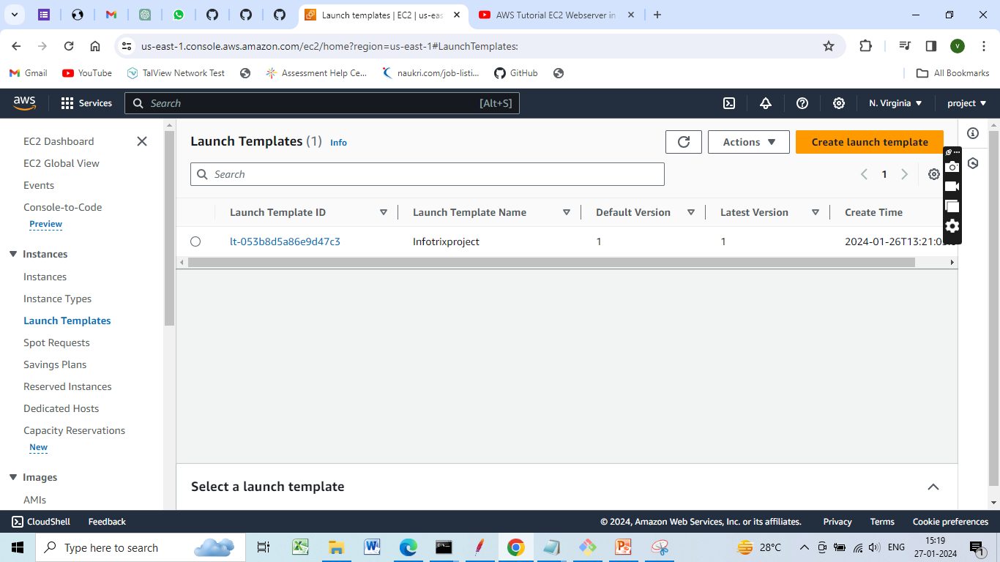 Launch templates | EC2 | us-eas
AWS Tutorial EC2 Webserver in
us-east-1.console.aws.amazon.com/ec2/home?region=us-east-1#LaunchTemplates:
V
Gmail YouTube TalView Network Test Assessment Help Ce... naukri.com/job-listi... GitHub All Bookmarks
aws Services Search [Alt+S] N. Virginia project
EC2 Dashboard
EC2 Global View
Events
Console-to-Code
Preview
Instances
Instances
Instance Types
Launch Templates
Spot Requests
Savings Plans
Reserved Instances
Dedicated Hosts
Capacity Reservations
New
Images
AMIs
Launch Templates (1) Info
Actions Create launch template
Search
1
Launch Template ID Launch Template Name Default Version Latest Version Create Time
lt-053b8d5a86e9d47c3 Infotrixproject 1 1 2024-01-26T13:21:0
Select a launch template
CloudShell Feedback © 2024, Amazon Web Services, Inc. or its affiliates. Privacy Terms Cookie preferences
Type here to search 28°C ENG 15:19
27-01-2024 1